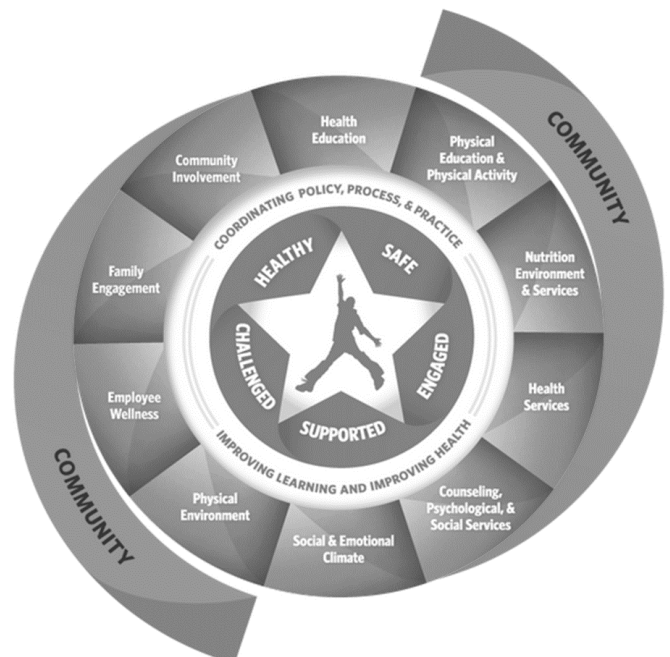 COMMUNITY
Health
Education
Physical
Education &
Physical Activity
Nutrition
Environment
& Services
Health
Services
Counseling,
Psychological, &
Social Services
Social & Emotional
Climate
Physical
Environment
Employee
Wellness
Family
Engagement
Community
Involvement
COORDINATING POLICY, PROCESS, & PRACTICE
IMPROVING LEARNING AND IMPROVING HEALTH
HEALTHY
SAFE
ENGAGED
SUPPORTED
CHALLENGED
COMMUNITY